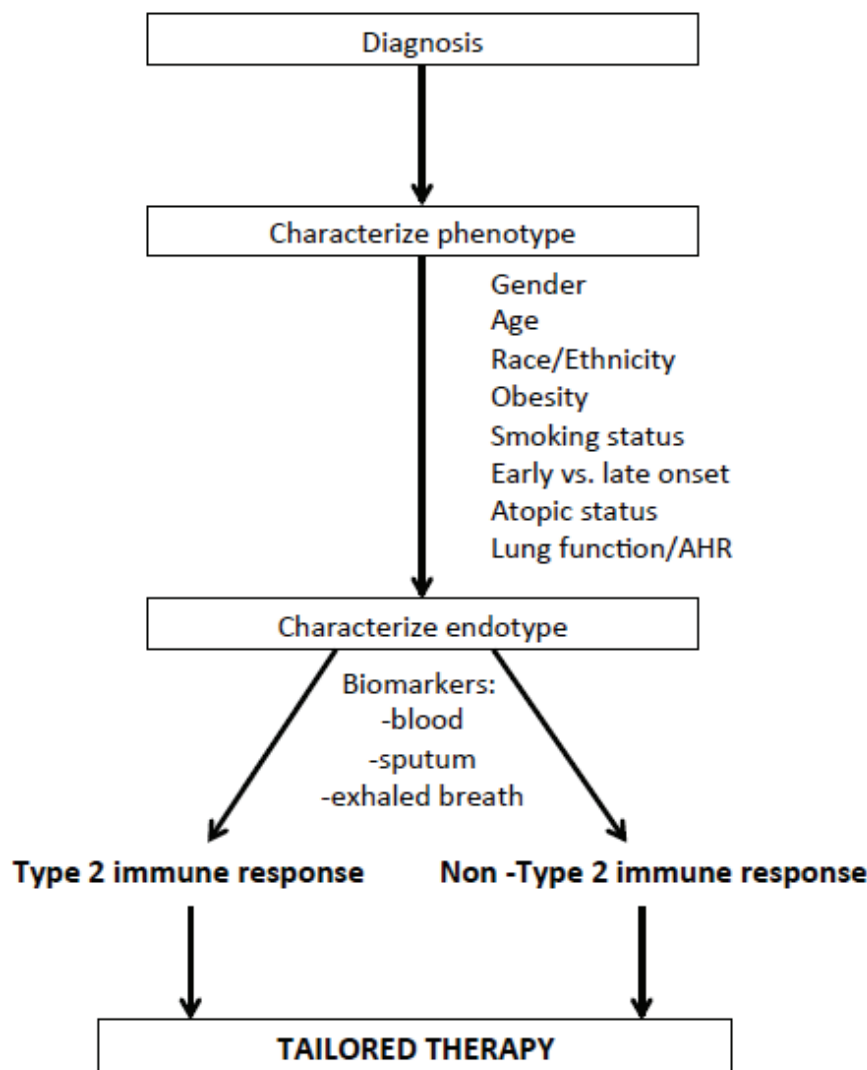 Diagnosis
Characterize phenotype
Gender
Age
Race/Ethnicity
Obesity
Smoking status
Early vs. late onset
Atopic status
Lung function/AHR
Characterize endotype
Biomarkers:
-blood
-sputum
-exhaled breath
Type 2 immune response
Non -Type 2 immune response
TAILORED THERAPY